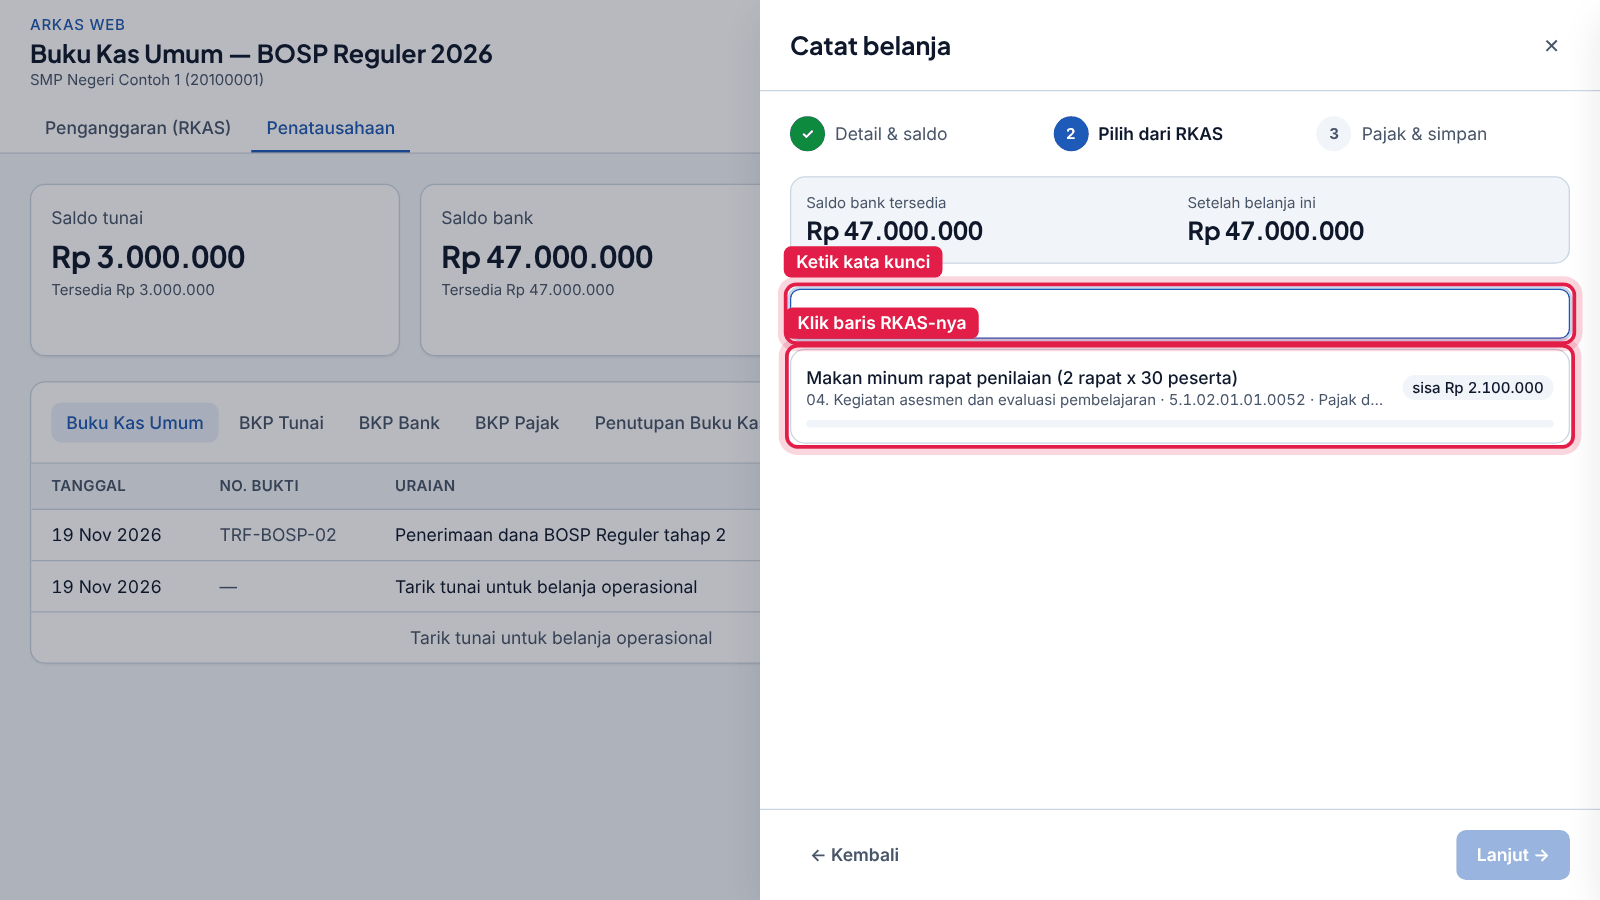 ARKAS WEB
Buku Kas Umum — BOSP Reguler 2026
SMP Negeri Contoh 1 (20100001)
Penganggaran (RKAS)
Penatausahaan
Saldo tunai
Rp 3.000.000
Tersedia Rp 3.000.000
Saldo bank
Rp 47.000.000
Tersedia Rp 47.000.000
Buku Kas Umum
BKP Tunai
BKP Bank
BKP Pajak
Penutupan Buku Ka
TANGGAL NO. BUKTI URAIAN
19 Nov 2026 TRF-BOSP-02 Penerimaan dana BOSP Reguler tahap 2
19 Nov 2026 — Tarik tunai untuk belanja operasional
Tarik tunai untuk belanja operasional
Catat belanja
×
Detail & saldo
2 Pilih dari RKAS
3 Pajak & simpan
Saldo bank tersedia
Rp 47.000.000
Setelah belanja ini
Rp 47.000.000
Ketik kata kunci
Klik baris RKAS-nya
Makan minum rapat penilaian (2 rapat x 30 peserta)
04. Kegiatan asesmen dan evaluasi pembelajaran · 5.1.02.01.01.0052 · Pajak d...
sisa Rp 2.100.000
← Kembali
Lanjut →